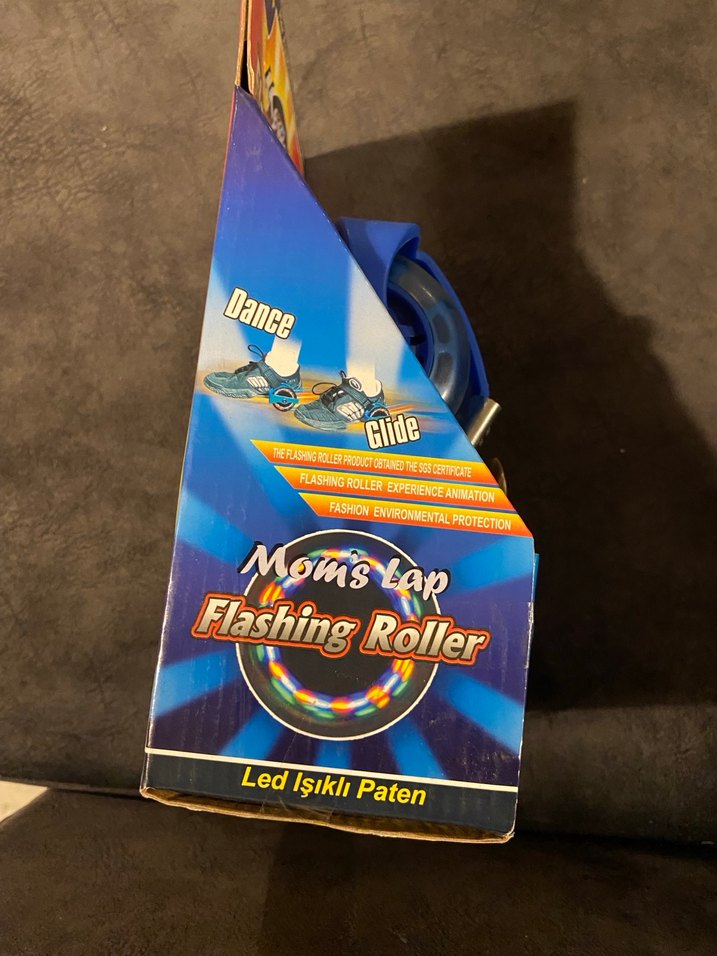 Dance
Glide
THE FLASHING ROLLER PRODUCT OBTAINED THE SGS CERTIFICATE
FLASHING ROLLER EXPERIENCE ANIMATION
FASHION ENVIRONMENTAL PROTECTION
Mom's Lap
Flashing Roller
Led Işıklı Paten